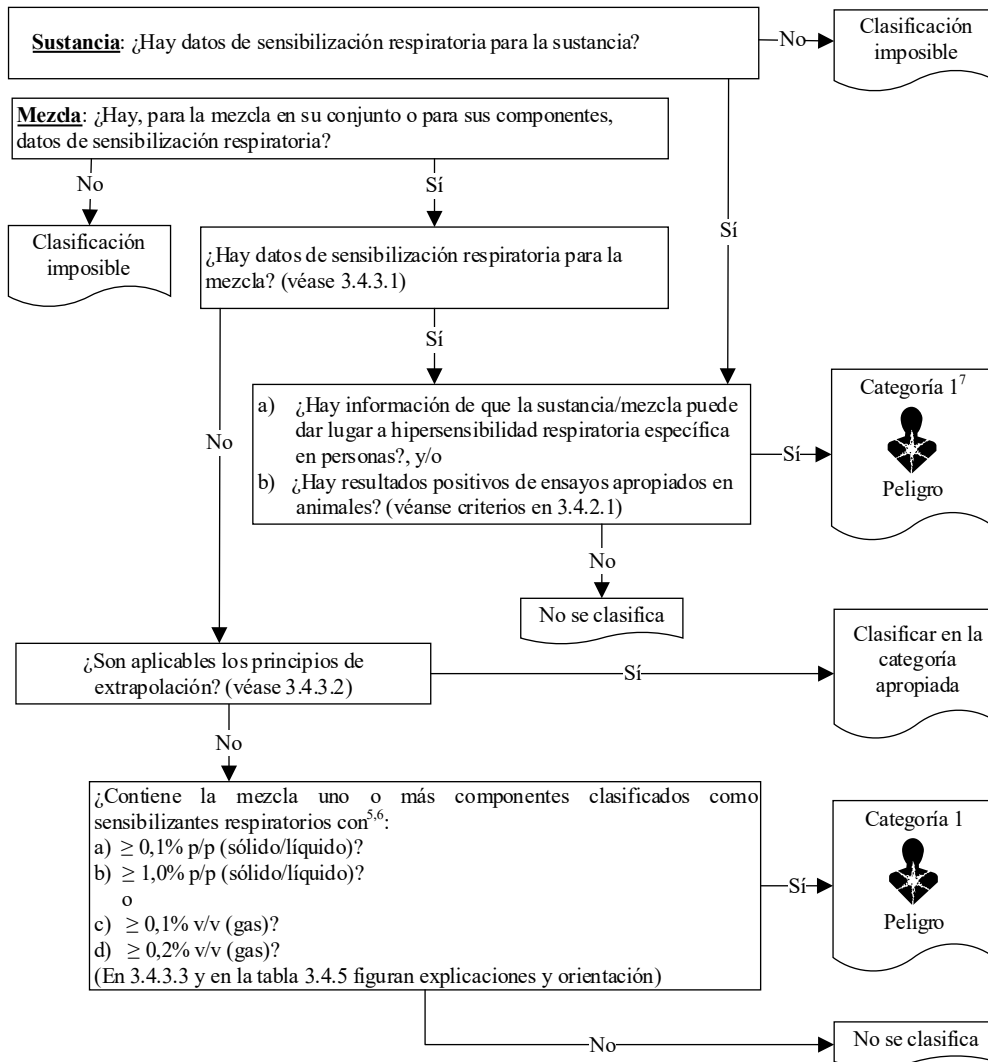 Sustancia: ¿Hay datos de sensibilización respiratoria para la sustancia?
No
Clasificación
imposible
Mezcla: ¿Hay, para la mezcla en su conjunto o para sus componentes,
datos de sensibilización respiratoria?
No
Sí
Sí
Clasificación
imposible
¿Hay datos de sensibilización respiratoria para la
mezcla? (véase 3.4.3.1)
Sí
No
a) ¿Hay información de que la sustancia/mezcla puede
dar lugar a hipersensibilidad respiratoria específica
en personas?, y/o
b) ¿Hay resultados positivos de ensayos apropiados en
animales? (véanse criterios en 3.4.2.1)
Sí
Categoría 1⁷
Peligro
No
No se clasifica
¿Son aplicables los principios de
extrapolación? (véase 3.4.3.2)
Sí
Clasificar en la
categoría
apropiada
No
¿Contiene la mezcla uno o más componentes clasificados como
sensibilizantes respiratorios con⁵,⁶:
a) ≥ 0,1% p/p (sólido/líquido)?
b) ≥ 1,0% p/p (sólido/líquido)?
o
c) ≥ 0,1% v/v (gas)?
d) ≥ 0,2% v/v (gas)?
(En 3.4.3.3 y en la tabla 3.4.5 figuran explicaciones y orientación)
Sí
Categoría 1
Peligro
No
No se clasifica